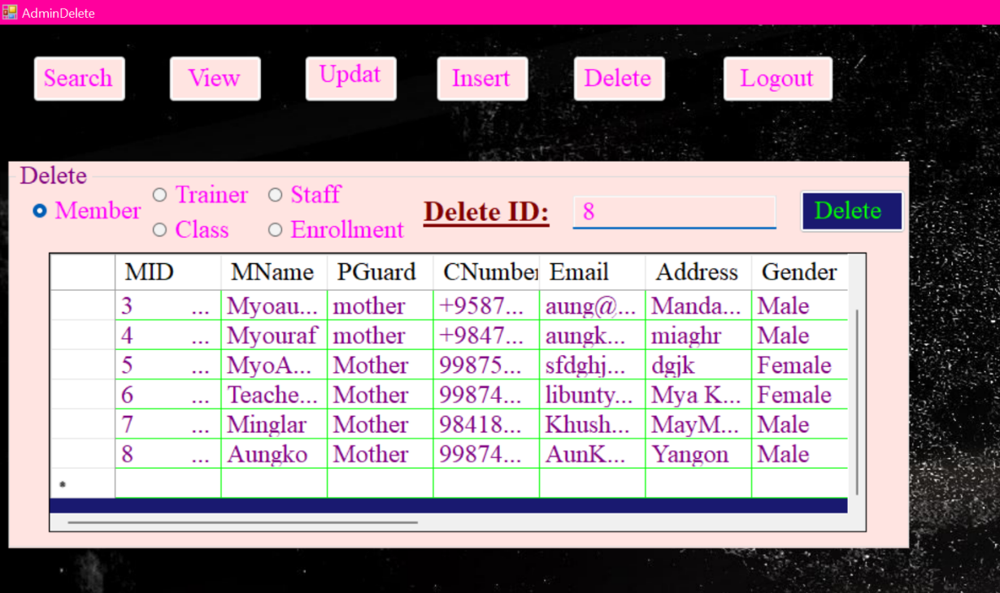 AdminDelete
Search View Updat Insert Delete Logout
Delete
Member Trainer Staff
Class Enrollment
Delete ID: 8 Delete
MID MName PGuard CNumber Email Address Gender
3 ... Myoau... mother +9587... aung@... Manda... Male
4 ... Myouraf mother +9847... aungk... miaghr Male
5 ... MyoA... Mother 99875... sfdghj... dgjk Female
6 ... Teache... Mother 99874... libunty... Mya K... Female
7 ... Minglar Mother 98418... Khush... MayM... Male
8 ... Aungko Mother 99874... AunK... Yangon Male
*